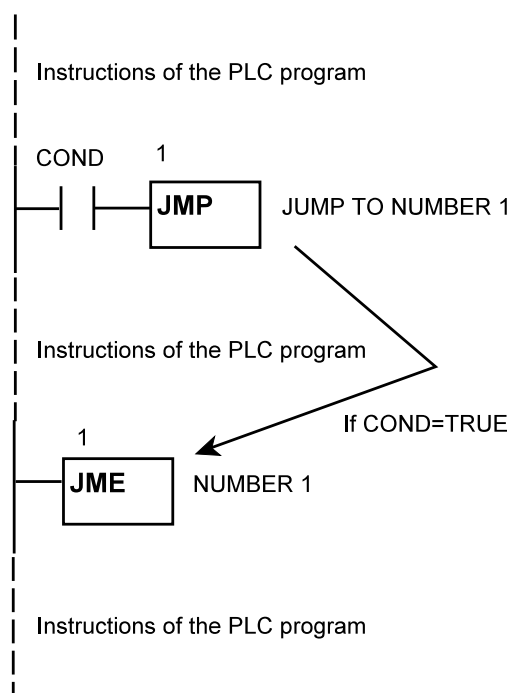 Instructions of the PLC program
COND
1
JMP
JUMP TO NUMBER 1
Instructions of the PLC program
If COND=TRUE
1
JME
NUMBER 1
Instructions of the PLC program